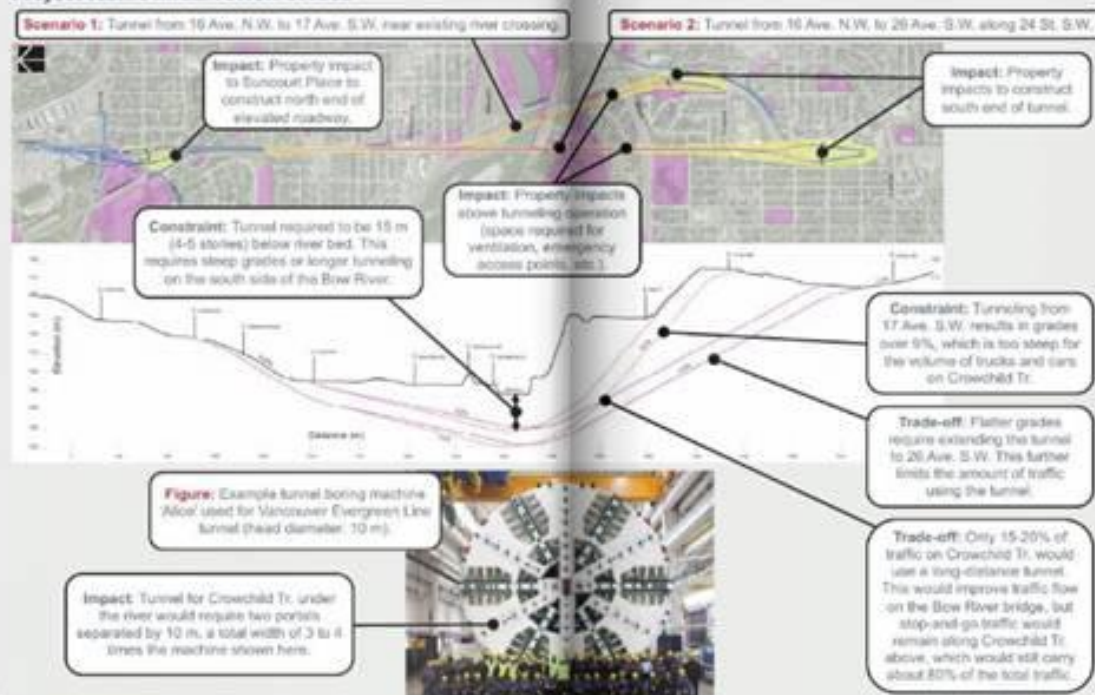 Scenario 1: Tunnel from 16 Ave. N.W. to 17 Ave. S.W. near existing river crossing.
Scenario 2: Tunnel from 16 Ave. N.W. to 26 Ave. S.W. along 24 St. S.W.
Impact: Property impact
to Suncourt Place to
construct north end of
elevated roadway.
Impact: Property
impacts to construct
south end of tunnel.
Impact: Property impacts
above tunneling operation
(space required for
ventilation, emergency
access points, etc.).
Constraint: Tunnel required to be 15 m
(4-5 stories) below river bed. This
requires steep grades or longer tunnelling
on the south side of the Bow River.
Constraint: Tunneling from
17 Ave. S.W. results in grades
over 9%, which is too steep for
the volume of trucks and cars
on Crowchild Tr.
Elevation (m)
Distance (m)
Trade-off: Flatter grades
require extending the tunnel
to 26 Ave. S.W. This further
limits the amount of traffic
using the tunnel.
Figure: Example tunnel boring machine
'Alice' used for Vancouver Evergreen Line
tunnel (head diameter: 10 m).
Trade-off: Only 15-20% of
traffic on Crowchild Tr. would
use a long-distance tunnel.
This would improve traffic flow
on the Bow River bridge, but
stop-and-go traffic would
remain along Crowchild Tr.
above, which would still carry
about 80% of the total traffic.
Impact: Tunnel for Crowchild Tr. under
the river would require two portals
separated by 10 m, a total width of 3 to 4
times the machine shown here.